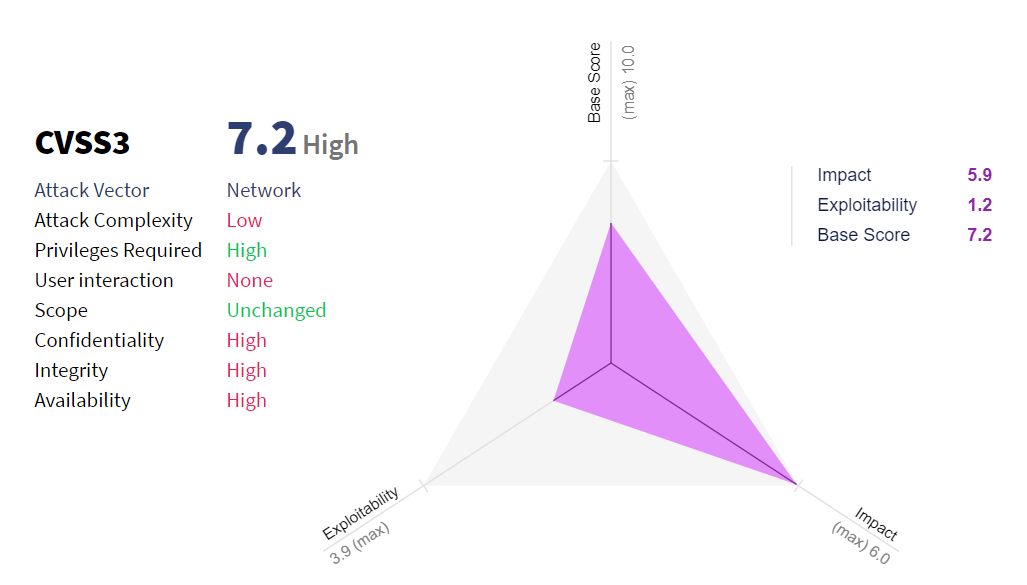 CVSS3 7.2 High
Attack Vector Network
Attack Complexity Low
Privileges Required High
User interaction None
Scope Unchanged
Confidentiality High
Integrity High
Availability High
Base Score
(max) 10.0
Exploitability
3.9 (max)
Impact
(max) 6.0
Impact 5.9
Exploitability 1.2
Base Score 7.2